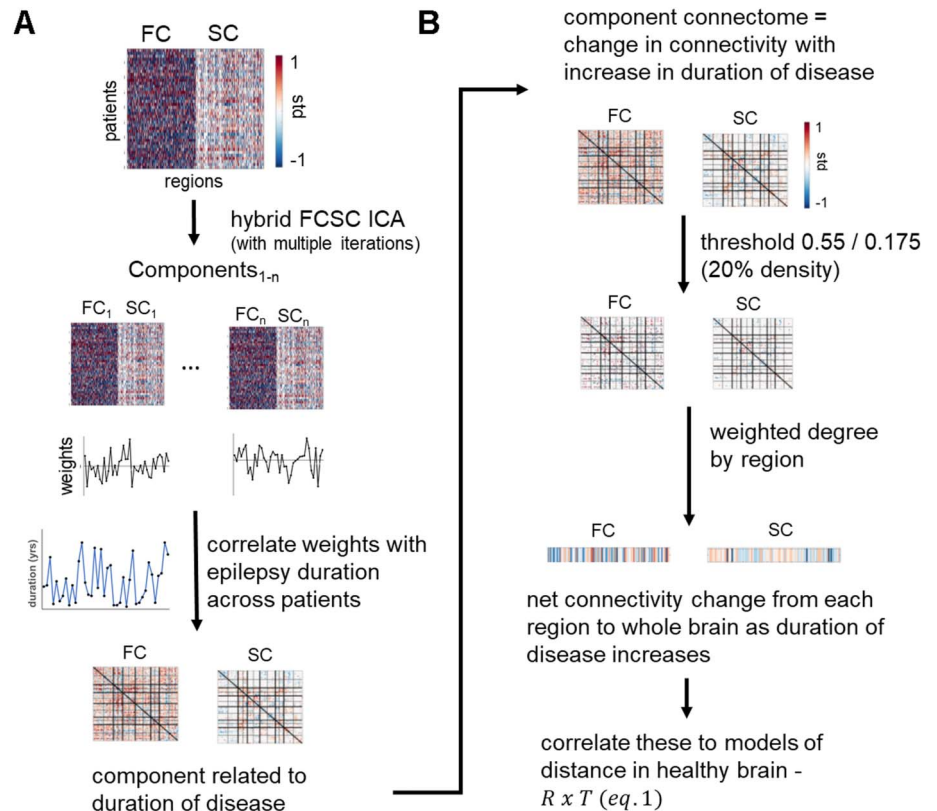 A
FC SC
patients
1
std
-1
regions
hybrid FCSC ICA
(with multiple iterations)
Components1-n
FC1 SC1
...
FCn SCn
weights
duration (yrs)
correlate weights with
epilepsy duration
across patients
FC SC
component related to
duration of disease
B
component connectome =
change in connectivity with
increase in duration of disease
FC SC
1
std
-1
threshold 0.55 / 0.175
(20% density)
FC SC
weighted degree
by region
FC SC
net connectivity change from each
region to whole brain as duration of
disease increases
correlate these to models of
distance in healthy brain -
R x T (eq. 1)